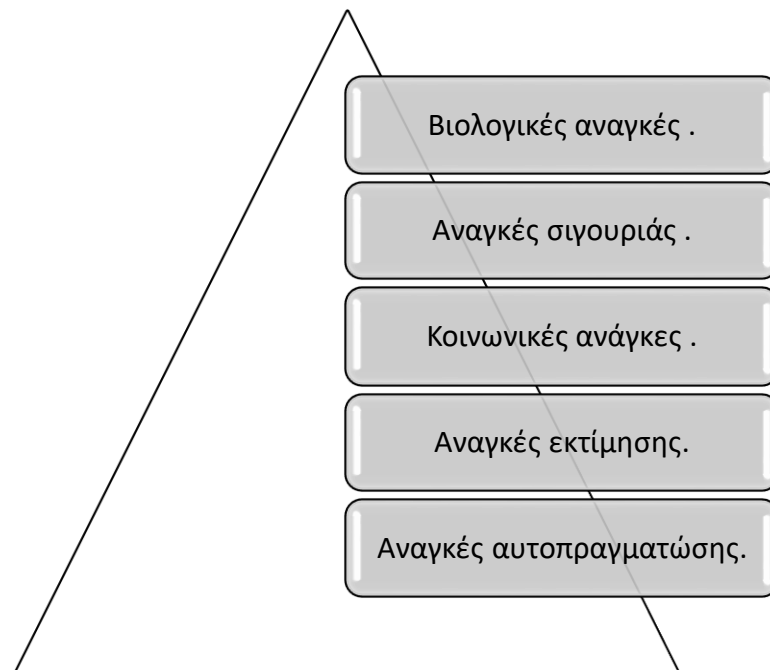 Βιολογικές αναγκές .
Αναγκές σιγουριάς .
Κοινωνικές ανάγκες .
Αναγκές εκτίμησης.
Αναγκές αυτοπραγματώσης.